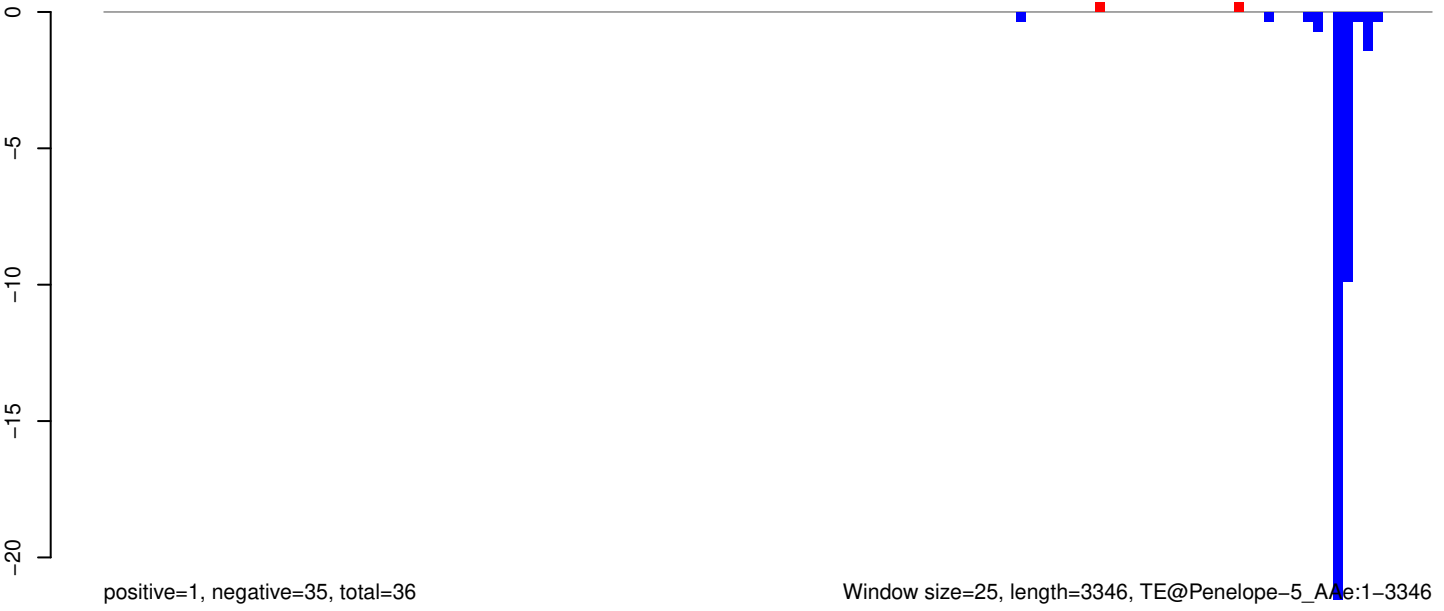 0
−5
−10
−15
−20
positive=1, negative=35, total=36
Window size=25, length=3346, TE@Penelope−5_AAe:1−3346